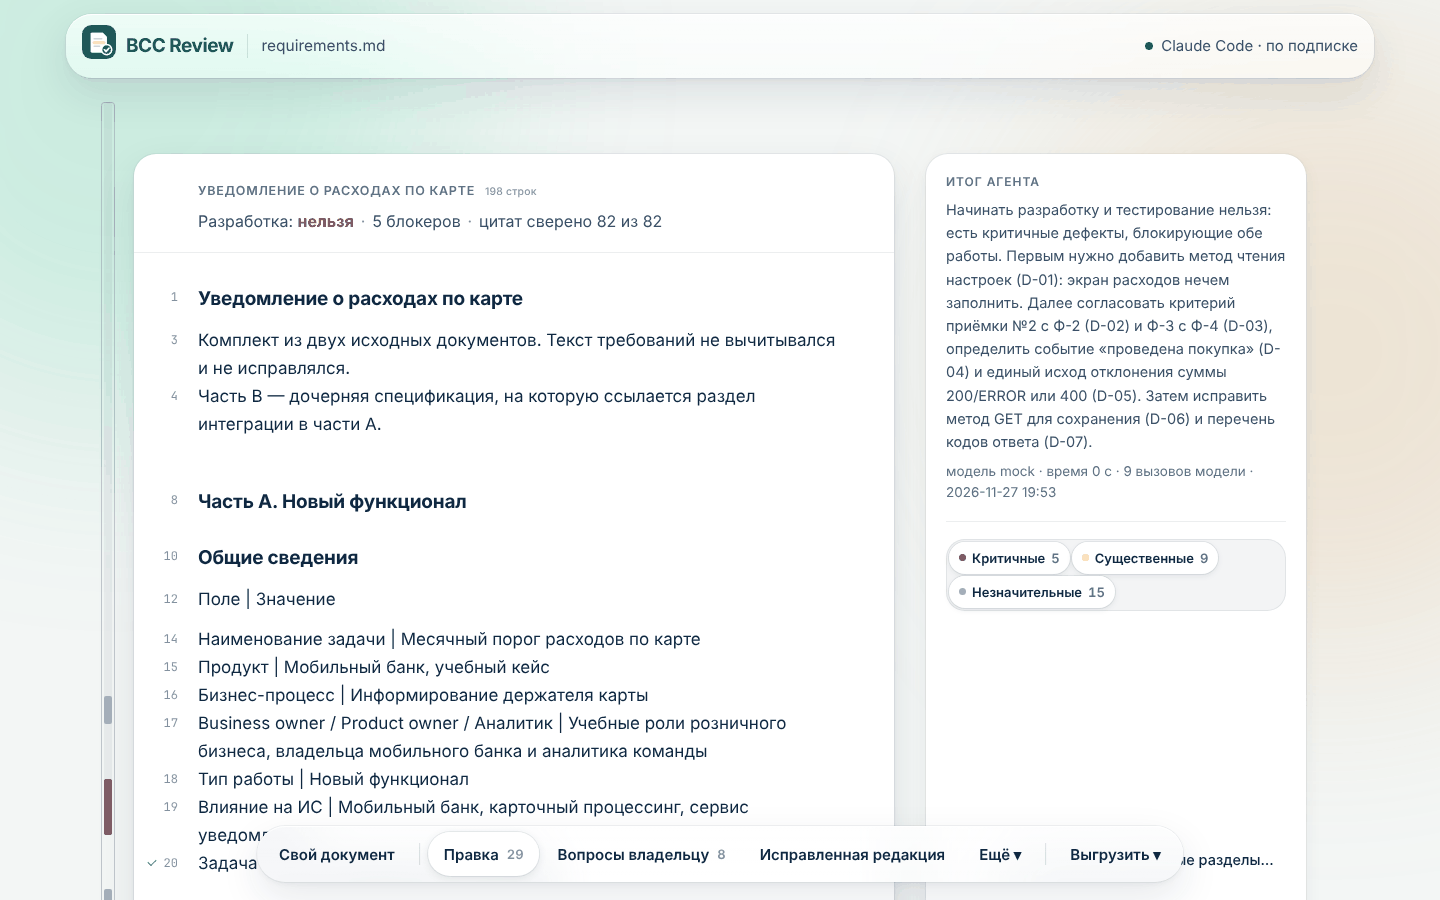 BCC Review
requirements.md
Claude Code · по подписке
УВЕДОМЛЕНИЕ О РАСХОДАХ ПО КАРТЕ 198 строк
Разработка: нельзя · 5 блокеров · цитат сверено 82 из 82
1 Уведомление о расходах по карте
3 Комплект из двух исходных документов. Текст требований не вычитывался
и не исправлялся.
4 Часть B — дочерняя спецификация, на которую ссылается раздел
интеграции в части A.
8 Часть A. Новый функционал
10 Общие сведения
12 Поле | Значение
14 Наименование задачи | Месячный порог расходов по карте
15 Продукт | Мобильный банк, учебный кейс
16 Бизнес-процесс | Информирование держателя карты
17 Business owner / Product owner / Аналитик | Учебные роли розничного
бизнеса, владельца мобильного банка и аналитика команды
18 Тип работы | Новый функционал
19 Влияние на ИС | Мобильный банк, карточный процессинг, сервис
20 Задача
ИТОГ АГЕНТА
Начинать разработку и тестирование нельзя:
есть критичные дефекты, блокирующие обе
работы. Первым нужно добавить метод чтения
настроек (D-01): экран расходов нечем
заполнить. Далее согласовать критерий
приёмки №2 с Ф-2 (D-02) и Ф-3 с Ф-4 (D-03),
определить событие «проведена покупка» (D-
04) и единый исход отклонения суммы
200/ERROR или 400 (D-05). Затем исправить
метод GET для сохранения (D-06) и перечень
кодов ответа (D-07).
модель mock · время 0 с · 9 вызовов модели ·
2026-11-27 19:53
Критичные 5
Существенные 9
Незначительные 15
разделы...
Свой документ
Правка 29
Вопросы владельцу 8
Исправленная редакция
Ещё ▾
Выгрузить ▾